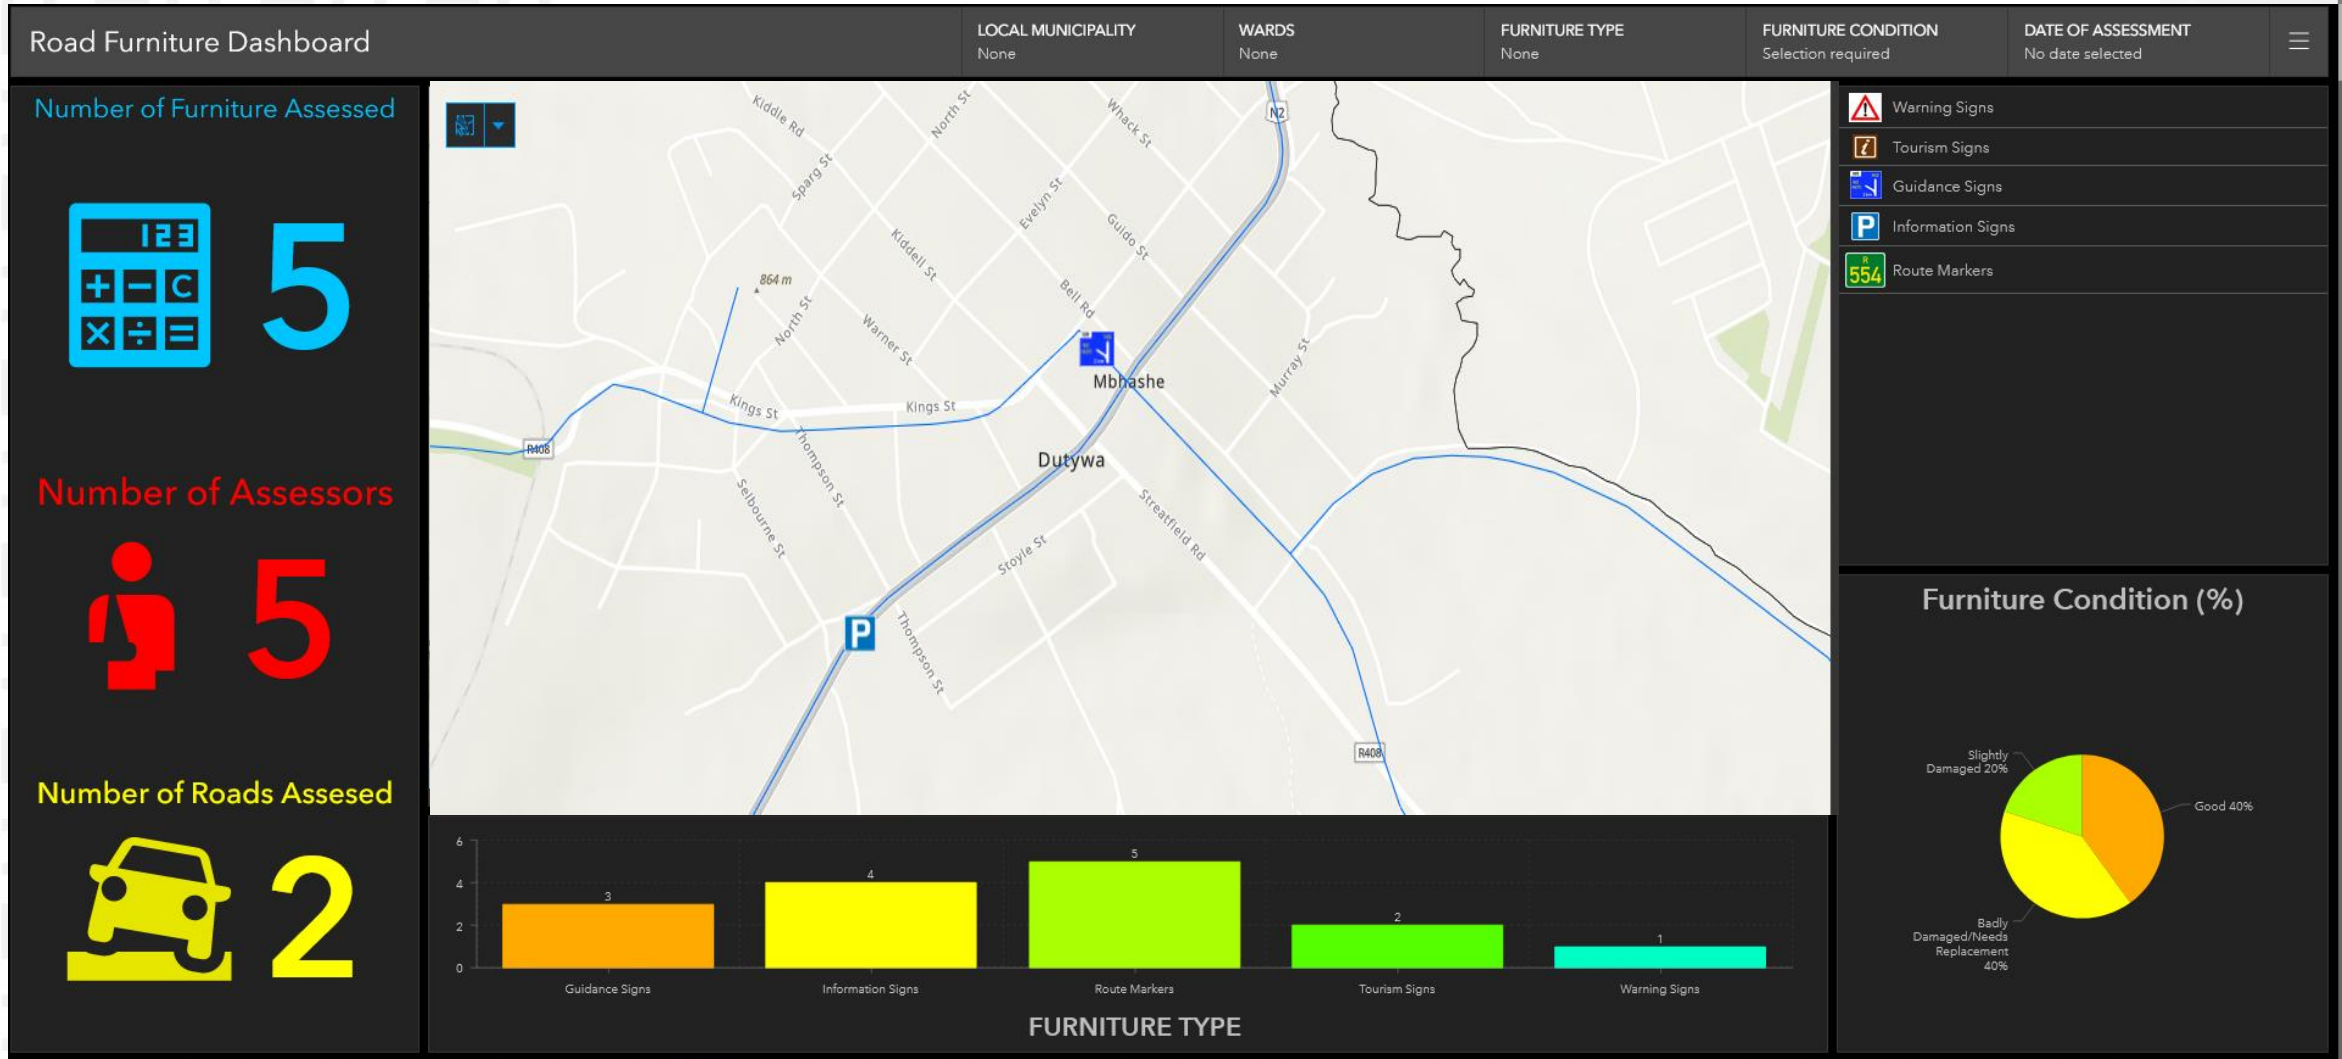 Road Furniture Dashboard
LOCAL MUNICIPALITY
None
WARDS
None
FURNITURE TYPE
None
FURNITURE CONDITION
Selection required
DATE OF ASSESSMENT
No date selected
Number of Furniture Assessed
123
+ − C
× ÷ =
5
Number of Assessors
5
Number of Roads Assesed
2
Kiddle Rd
North St
Whack St
N2
Sparg St
Evelyn St
Guido St
Kiddell St
864 m
North St
Bell Rd
Warner St
Murray St
Mbhashe
Kings St
Kings St
R408
Thompson St
Dutywa
Selbourne St
Streatfield Rd
Stoyle St
P
Thompson St
R408
Warning Signs
i
Tourism Signs
Guidance Signs
P
Information Signs
R
554
Route Markers
Furniture Condition (%)
Slightly
Damaged 20%
Good 40%
Badly
Damaged/Needs
Replacement
40%
6
4
2
0
3
4
5
2
1
Guidance Signs
Information Signs
Route Markers
Tourism Signs
Warning Signs
FURNITURE TYPE